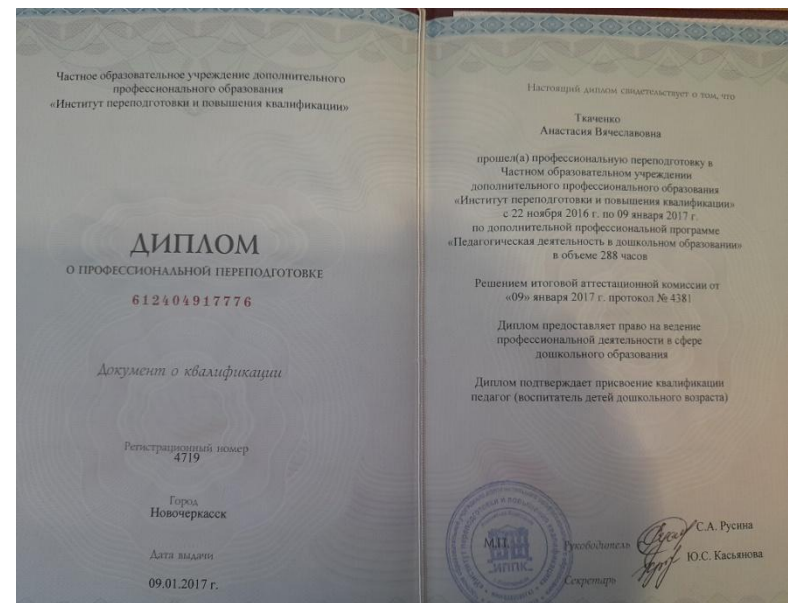 Частное образовательное учреждение дополнительного
профессионального образования
«Институт переподготовки и повышения квалификации»
ДИПЛОМ
О ПРОФЕССИОНАЛЬНОЙ ПЕРЕПОДГОТОВКЕ
612404917776
Документ о квалификации
Регистрационный номер
4719
Город
Новочеркасск
Дата выдачи
09.01.2017 г.
Настоящий диплом свидетельствует о том, что
Ткаченко
Анастасия Вячеславовна
прошел(а) профессиональную переподготовку в
Частном образовательном учреждении
дополнительного профессионального образования
«Институт переподготовки и повышения квалификации»
с 22 ноября 2016 г. по 09 января 2017 г.
по дополнительной профессиональной программе
«Педагогическая деятельность в дошкольном образовании»
в объеме 288 часов
Решением итоговой аттестационной комиссии от
«09» января 2017 г. протокол № 4381
Диплом предоставляет право на ведение
профессиональной деятельности в сфере
дошкольного образования
Диплом подтверждает присвоение квалификации
педагог (воспитатель детей дошкольного возраста)
М.П.
Руководитель
С.А. Русина
Ю.С. Касьянова
Секретарь
«ИППК»